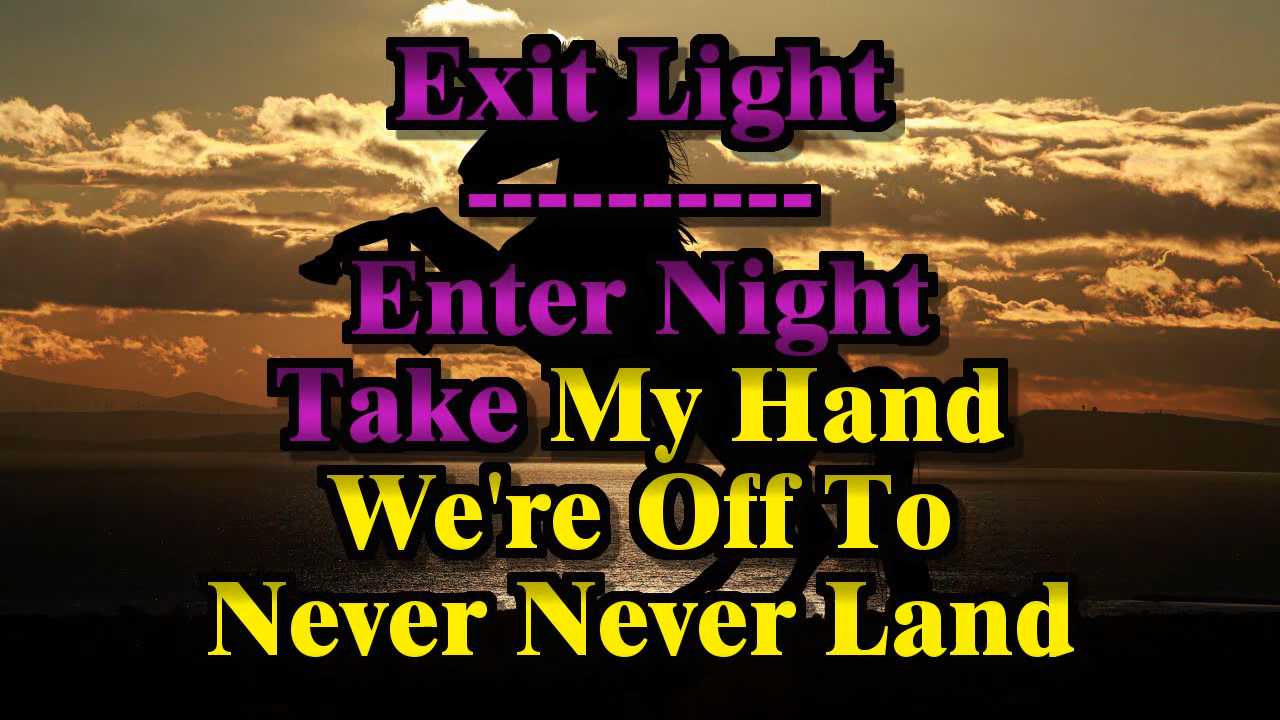 Exit Light
----------
Enter Night
Take My Hand
We're Off To
Never Never Land